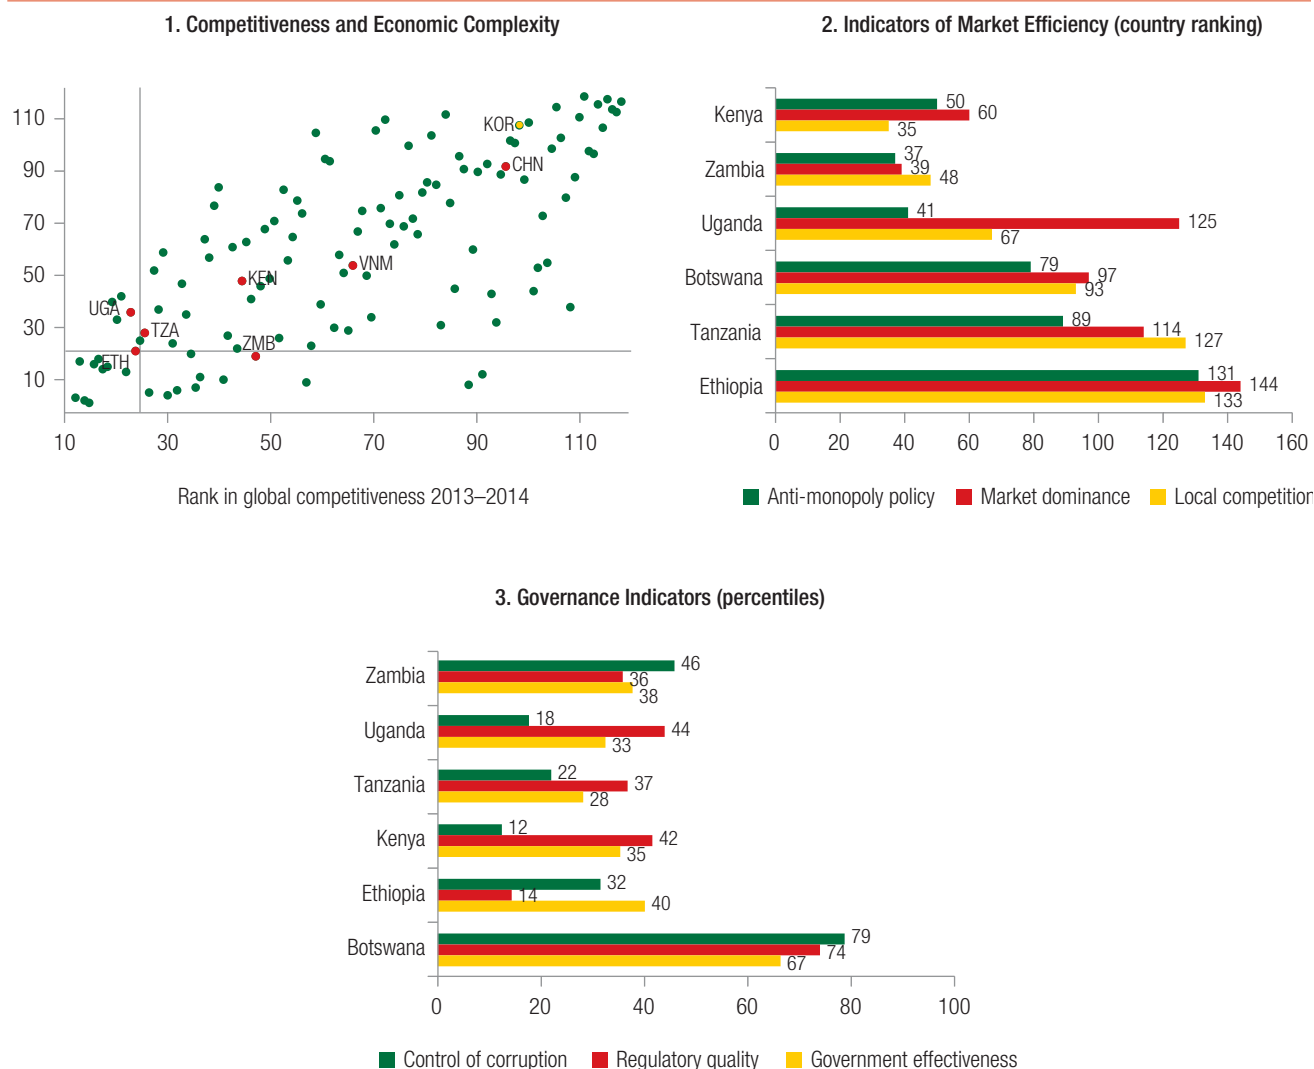 1. Competitiveness and Economic Complexity
110
90
70
50
30
10
KOR
CHN
VNM
KEN
UGA
TZA
ZMB
ETH
10 30 50 70 90 110
Rank in global competitiveness 2013–2014
2. Indicators of Market Efficiency (country ranking)
Kenya 50 60 35
Zambia 37 39 48
Uganda 41 125 67
Botswana 79 97 93
Tanzania 89 114 127
Ethiopia 131 144 133
0 20 40 60 80 100 120 140 160
Anti-monopoly policy Market dominance Local competition
3. Governance Indicators (percentiles)
Zambia 46 36 38
Uganda 18 44 33
Tanzania 22 37 28
Kenya 12 42 35
Ethiopia 32 14 40
Botswana 79 74 67
0 20 40 60 80 100
Control of corruption Regulatory quality Government effectiveness